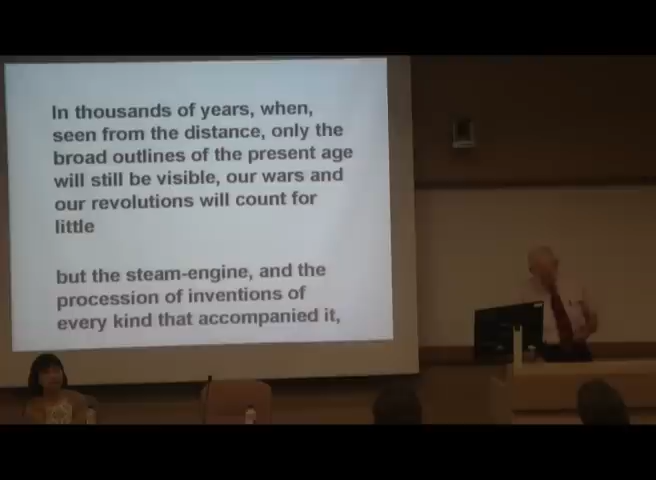 In thousands of years, when,
seen from the distance, only the
broad outlines of the present age
will still be visible, our wars and
our revolutions will count for
little
but the steam-engine, and the
procession of inventions of
every kind that accompanied it,